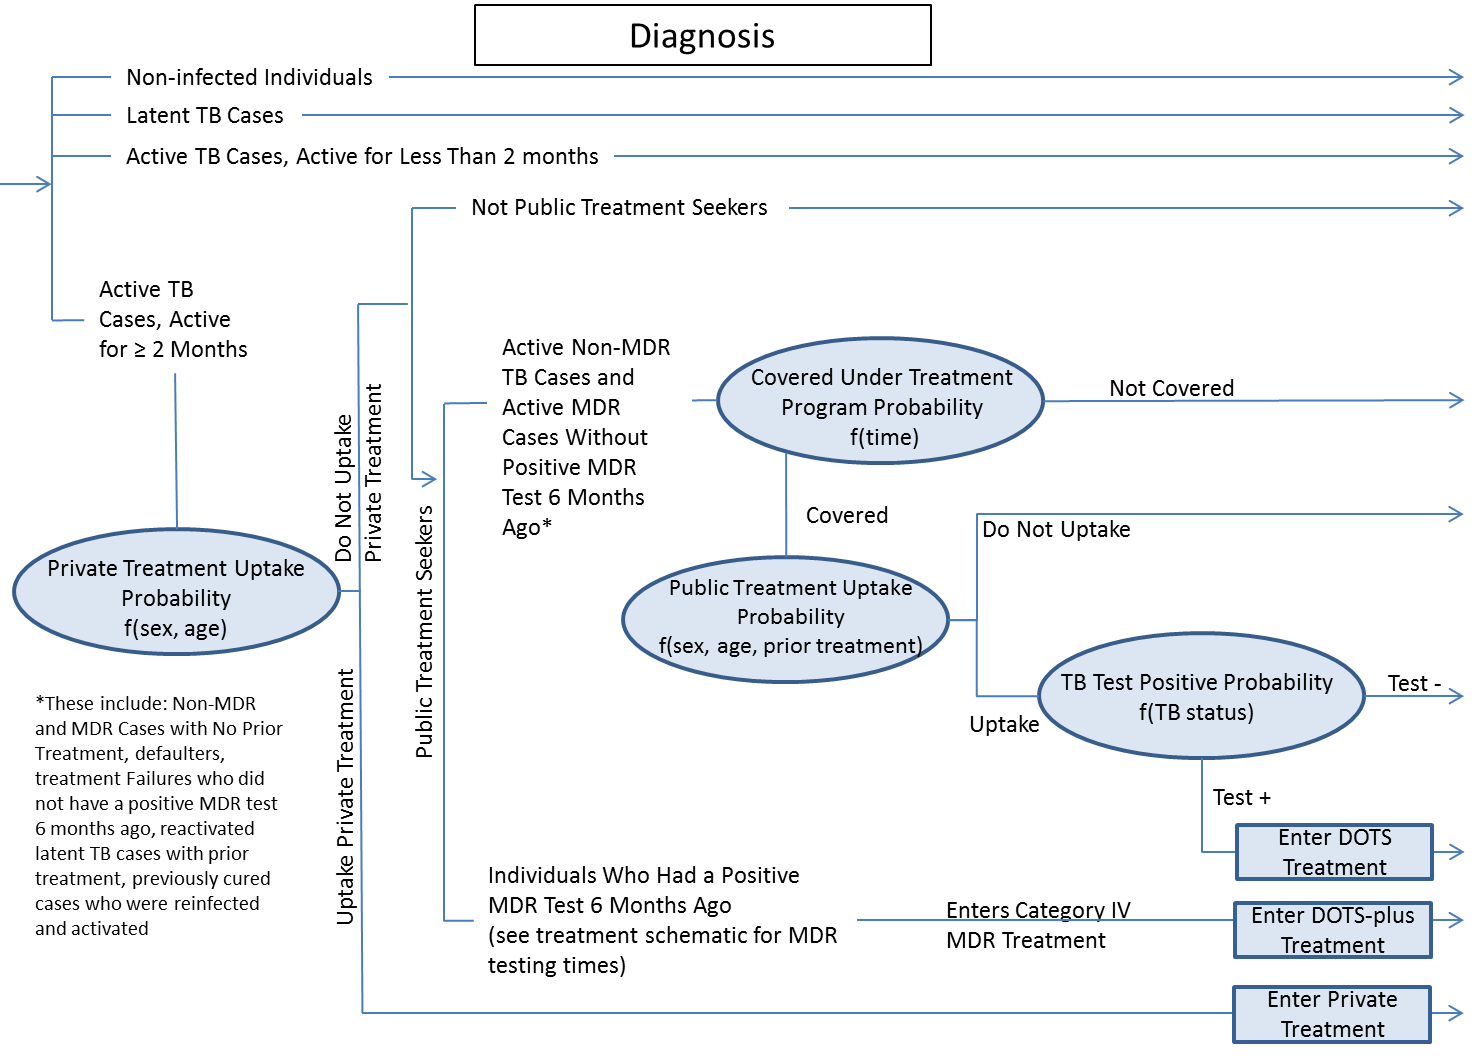 Diagnosis
Non-infected Individuals
Latent TB Cases
Active TB Cases, Active for Less Than 2 months
Not Public Treatment Seekers
Active TB
Cases, Active
for ≥ 2 Months
Private Treatment Uptake
Probability
f(sex, age)
Do Not Uptake
Private Treatment
Uptake Private Treatment
Public Treatment Seekers
Active Non-MDR
TB Cases and
Active MDR
Cases Without
Positive MDR
Test 6 Months
Ago*
Covered Under Treatment
Program Probability
f(time)
Not Covered
Covered
Public Treatment Uptake
Probability
f(sex, age, prior treatment)
Do Not Uptake
Uptake
TB Test Positive Probability
f(TB status)
Test -
Test +
Enter DOTS
Treatment
Individuals Who Had a Positive
MDR Test 6 Months Ago
(see treatment schematic for MDR
testing times)
Enters Category IV
MDR Treatment
Enter DOTS-plus
Treatment
Enter Private
Treatment
*These include: Non-MDR
and MDR Cases with No Prior
Treatment, defaulters,
treatment Failures who did
not have a positive MDR test
6 months ago, reactivated
latent TB cases with prior
treatment, previously cured
cases who were reinfected
and activated